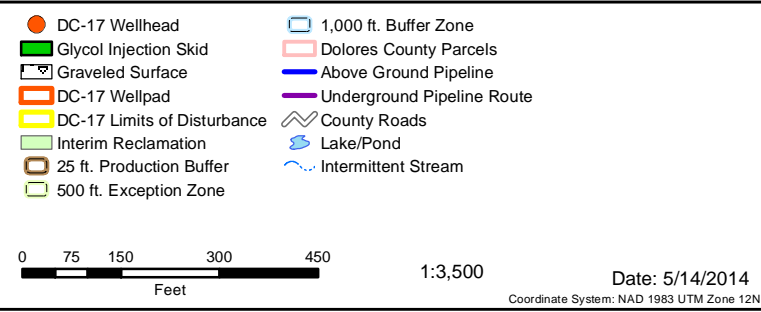 DC-17 Wellhead
Glycol Injection Skid
Graveled Surface
DC-17 Wellpad
DC-17 Limits of Disturbance
Interim Reclamation
25 ft. Production Buffer
500 ft. Exception Zone
1,000 ft. Buffer Zone
Dolores County Parcels
Above Ground Pipeline
Underground Pipeline Route
County Roads
Lake/Pond
Intermittent Stream
0 75 150 300 450
Feet
1:3,500
Date: 5/14/2014
Coordinate System: NAD 1983 UTM Zone 12N